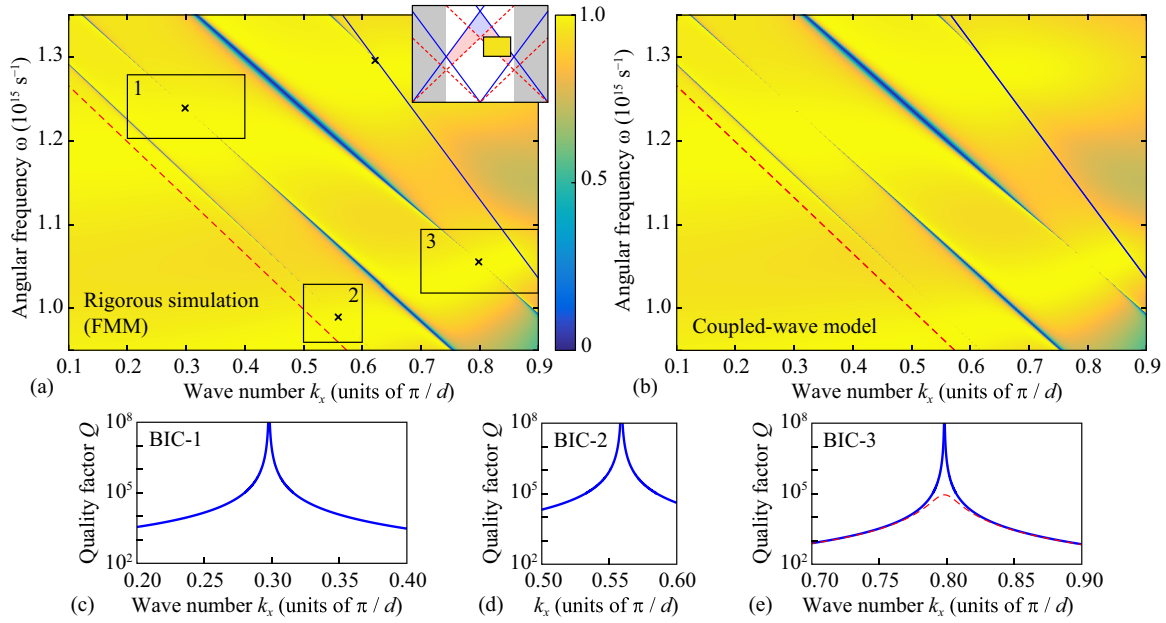 1.3
1.2
1.1
1.0
Angular frequency ω (10¹⁵ s⁻¹)
1
2
3
Rigorous simulation
(FMM)
0.1 0.2 0.3 0.4 0.5 0.6 0.7 0.8 0.9
(a)
Wave number kₓ (units of π / d)
1.0
0.5
0
1.3
1.2
1.1
1.0
Angular frequency ω (10¹⁵ s⁻¹)
Coupled-wave model
0.1 0.2 0.3 0.4 0.5 0.6 0.7 0.8 0.9
(b)
Wave number kₓ (units of π / d)
Quality factor Q
10⁸
10⁵
10²
BIC-1
0.20 0.25 0.30 0.35 0.40
(c)
Wave number kₓ (units of π / d)
Quality factor Q
10⁸
10⁵
10²
BIC-2
0.50 0.60
(d)
kₓ (units of π / d)
Quality factor Q
10⁸
10⁵
10²
BIC-3
0.70 0.75 0.80 0.85 0.90
(e)
Wave number kₓ (units of π / d)